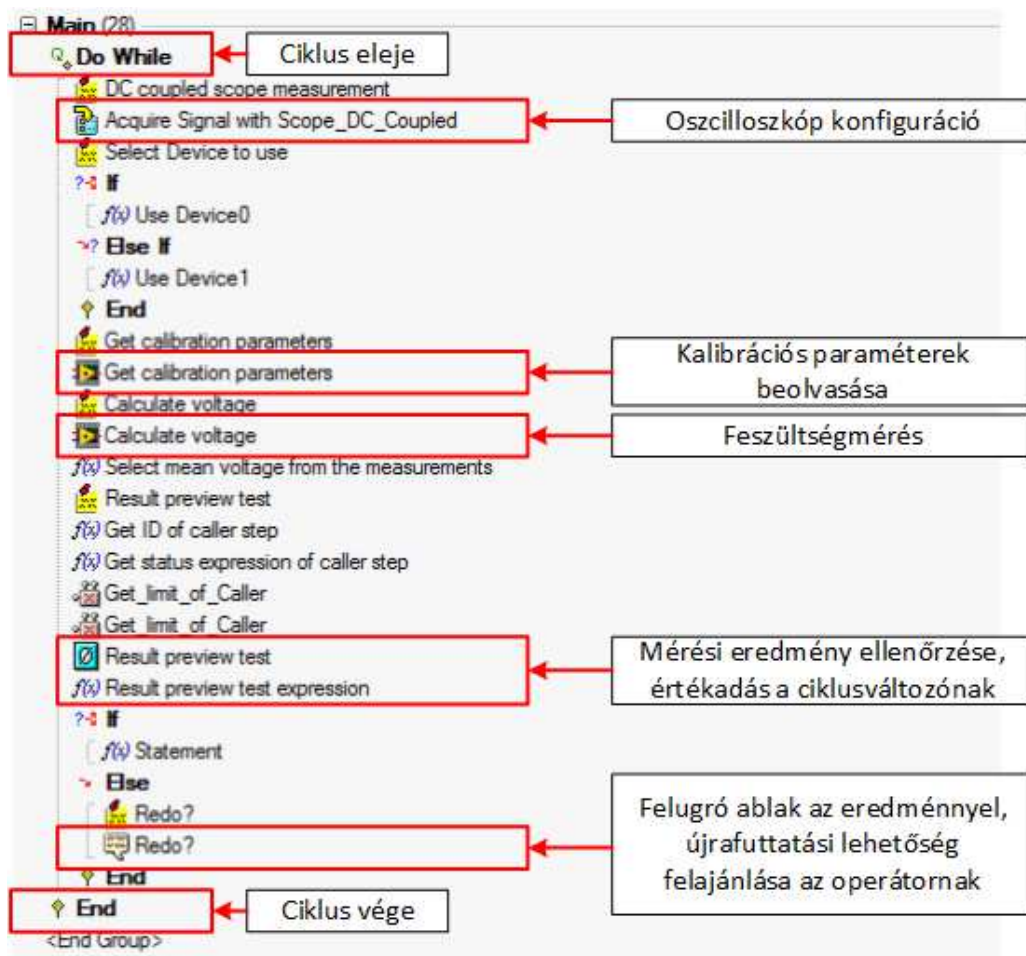 Main (28)
Do While
Ciklus eleje
DC coupled scope measurement
Acquire Signal with Scope_DC_Coupled
Oszcilloszkóp konfiguráció
Select Device to use
If
f(x) Use Device0
Else If
f(x) Use Device1
End
Get calibration parameters
Get calibration parameters
Kalibrációs paraméterek
beolvasása
Calculate voltage
Calculate voltage
Feszültségmérés
f(x) Select mean voltage from the measurements
Result preview test
f(x) Get ID of caller step
f(x) Get status expression of caller step
Get_limit_of_Caller
Get_limit_of_Caller
Result preview test
f(x) Result preview test expression
Mérési eredmény ellenőrzése,
értékadás a ciklusváltozónak
If
f(x) Statement
Else
Redo?
Redo?
Felugró ablak az eredménnyel,
újrafuttatási lehetőség
felajánlása az operátornak
End
End
Ciklus vége
<End Group>